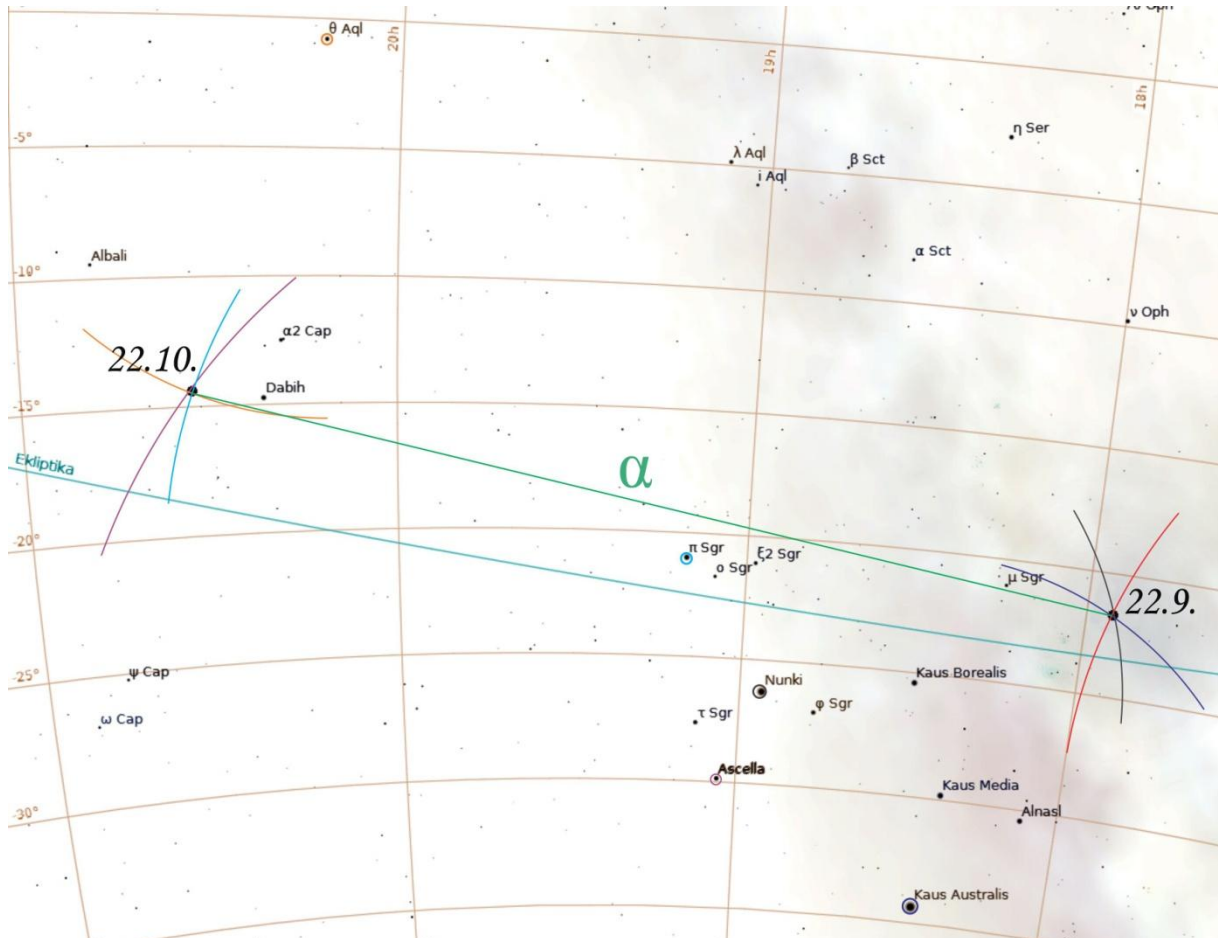 θ Aql
20h
19h
18h
-5°
λ Aql
i Aql
β Sct
η Ser
Albali
-10°
α Sct
ν Oph
α2 Cap
22.10.
Dabih
-15°
Ekliptika
α
-20°
π Sgr
ο Sgr
ξ2 Sgr
μ Sgr
22.9.
-25°
ψ Cap
ω Cap
Nunki
φ Sgr
τ Sgr
Kaus Borealis
Ascella
Kaus Media
Alnasl
-30°
Kaus Australis